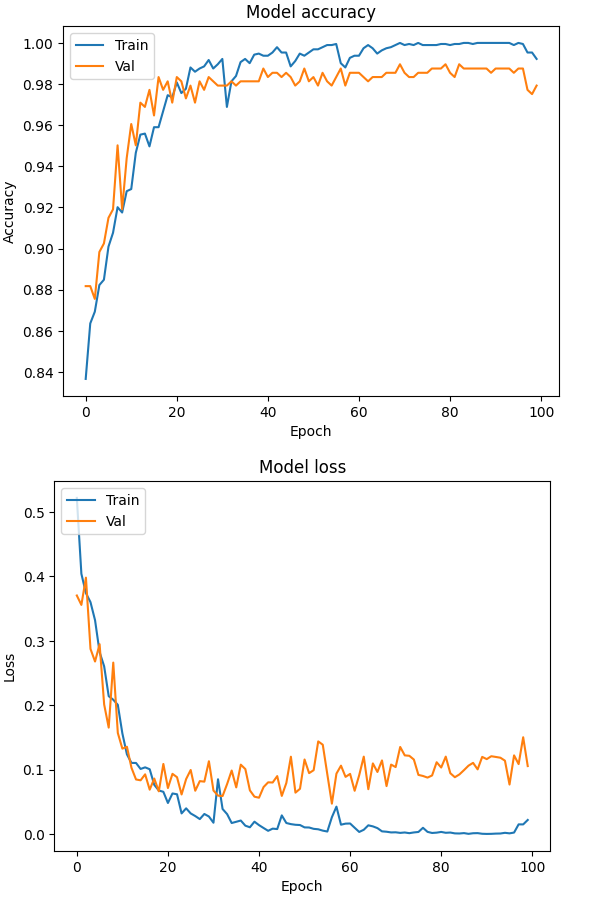 Model accuracy
1.00
0.98
0.96
0.94
0.92
0.90
0.88
0.86
0.84
Accuracy
Train
Val
0 20 40 60 80 100
Epoch
Model loss
0.5
0.4
0.3
0.2
0.1
0.0
Loss
Train
Val
0 20 40 60 80 100
Epoch